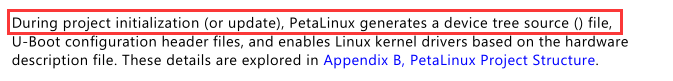 During project initialization (or update), PetaLinux generates a device tree source () file,
U-Boot configuration header files, and enables Linux kernel drivers based on the hardware
description file. These details are explored in Appendix B, PetaLinux Project Structure.